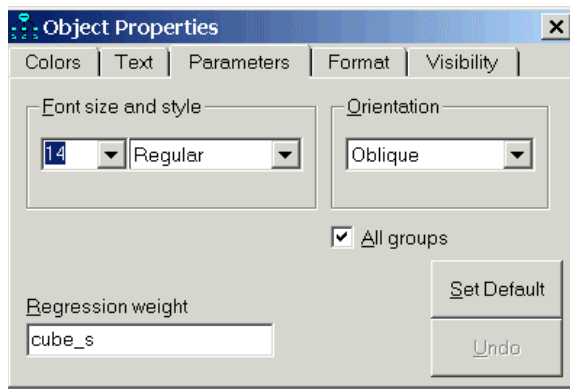 Object Properties
Colors Text Parameters Format Visibility
Font size and style Orientation
14 Regular Oblique
All groups
Set Default
Regression weight
cube_s
Undo